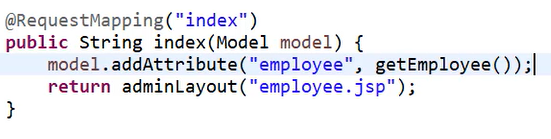 @RequestMapping("index")
public String index(Model model) {
    model.addAttribute("employee", getEmployee());
    return adminLayout("employee.jsp");
}